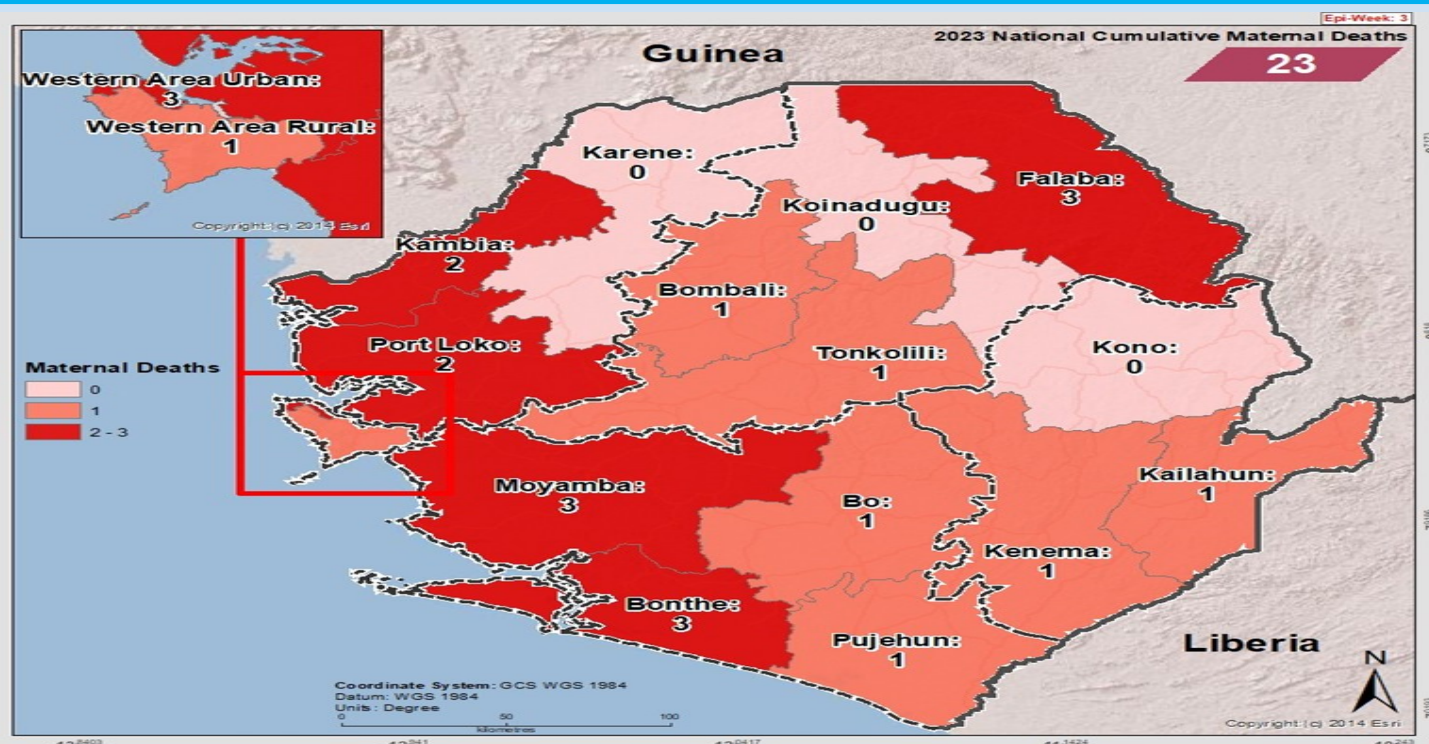 Epi-Week: 3
2023 National Cumulative Maternal Deaths
23
Guinea
Western Area Urban:
3
Western Area Rural:
1
Copyright:(c) 2014 Esri
Karene:
0
Koinadugu:
0
Falaba:
3
Kambia:
2
Bombali:
1
Port Loko:
2
Tonkolili:
1
Kono:
0
Maternal Deaths
0
1
2 - 3
Moyamba:
3
Bo:
1
Kailahun:
1
Kenema:
1
Bonthe:
3
Pujehun:
1
Liberia
N
Coordinate System: GCS WGS 1984
Datum: WGS 1984
Units : Degree
0 50 100
kilometres
Copyright:(c) 2014 Esri